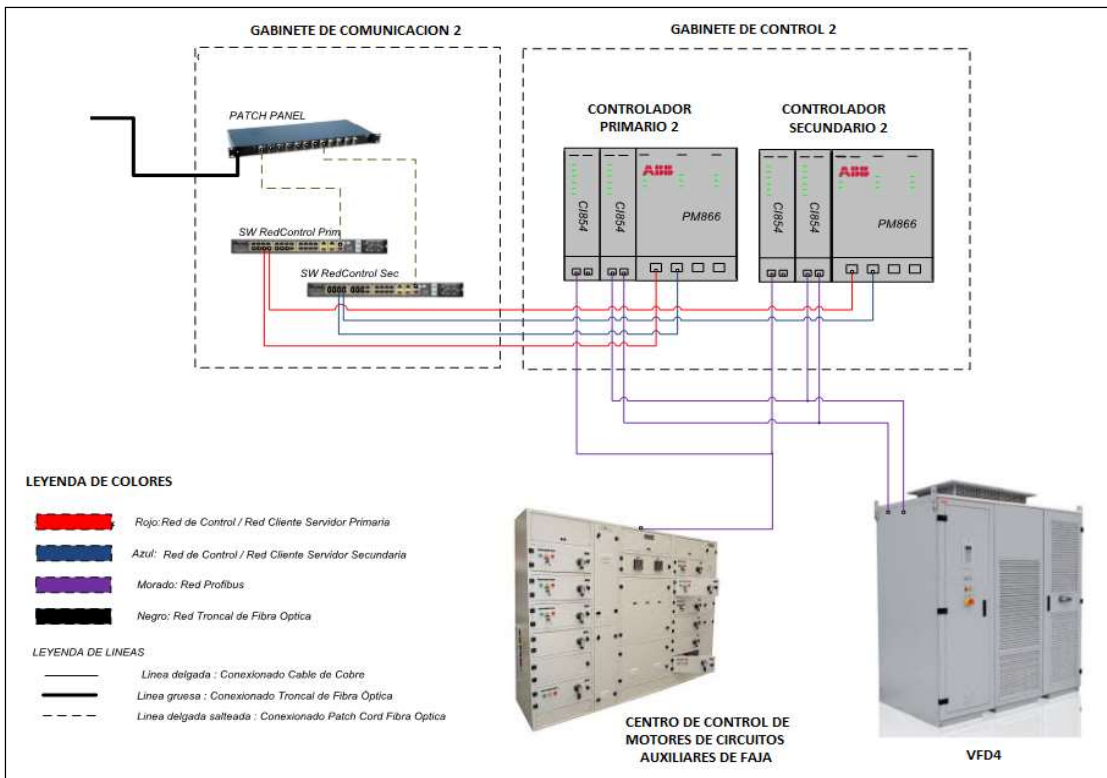 GABINETE DE COMUNICACION 2
GABINETE DE CONTROL 2
PATCH PANEL
CONTROLADOR
PRIMARIO 2
CONTROLADOR
SECUNDARIO 2
ABB
CI854
CI854
PM866
ABB
CI854
CI854
PM866
SW RedControl Prim
SW RedControl Sec
LEYENDA DE COLORES
Rojo:Red de Control / Red Cliente Servidor Primaria
Azul: Red de Control / Red Cliente Servidor Secundaria
Morado: Red Profibus
Negro: Red Troncal de Fibra Optica
LEYENDA DE LINEAS
Linea delgada : Conexionado Cable de Cobre
Linea gruesa : Conexionado Troncal de Fibra Óptica
Linea delgada salteada : Conexionado Patch Cord Fibra Optica
CENTRO DE CONTROL DE
MOTORES DE CIRCUITOS
AUXILIARES DE FAJA
VFD4